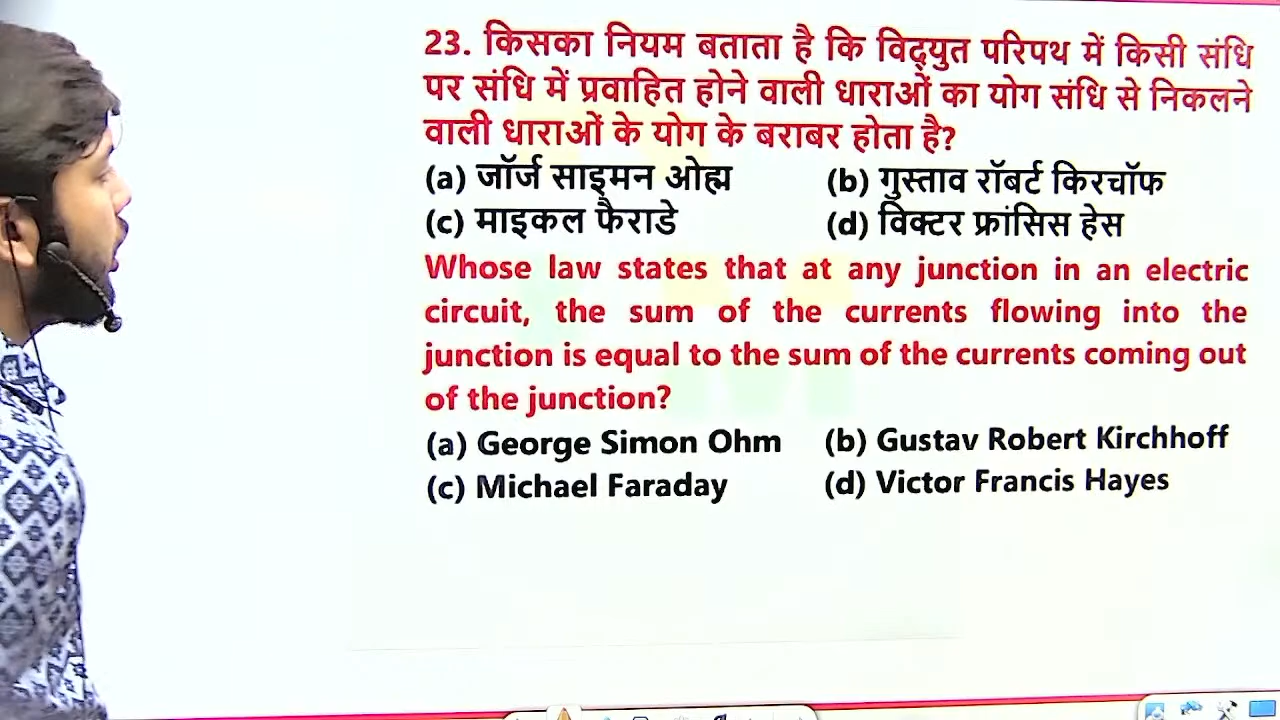 23. किसका नियम बताता है कि विद्युत परिपथ में किसी संधि
पर संधि में प्रवाहित होने वाली धाराओं का योग संधि से निकलने
वाली धाराओं के योग के बराबर होता है?
(a) जॉर्ज साइमन ओह्म (b) गुस्ताव रॉबर्ट किरचॉफ
(c) माइकल फैराडे (d) विक्टर फ्रांसिस हेस
Whose law states that at any junction in an electric
circuit, the sum of the currents flowing into the
junction is equal to the sum of the currents coming out
of the junction?
(a) George Simon Ohm (b) Gustav Robert Kirchhoff
(c) Michael Faraday (d) Victor Francis Hayes